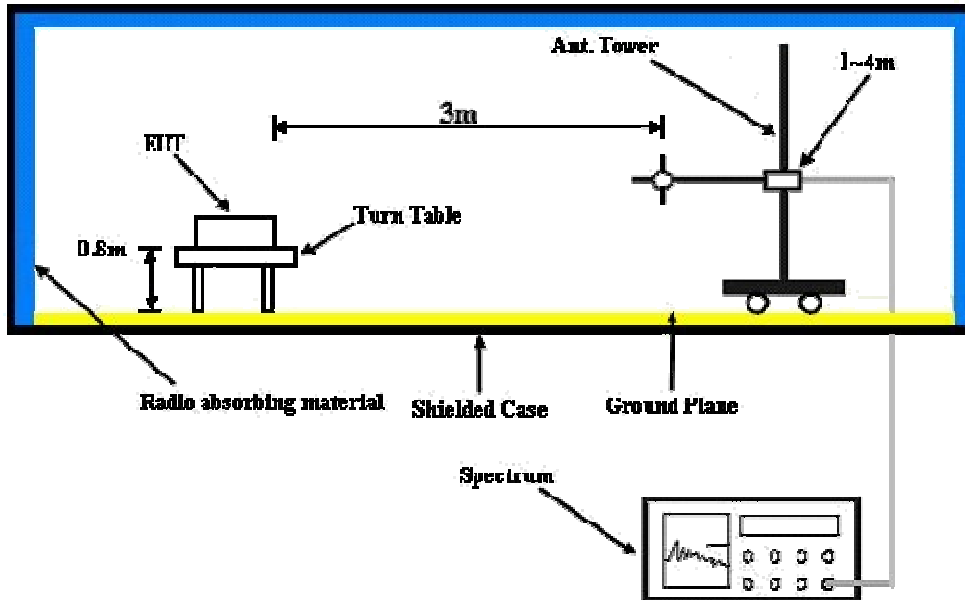 Ant. Tower
1~4m
3m
EUT
Turn Table
0.8m
Radio absorbing material
Shielded Case
Ground Plane
Spectrum